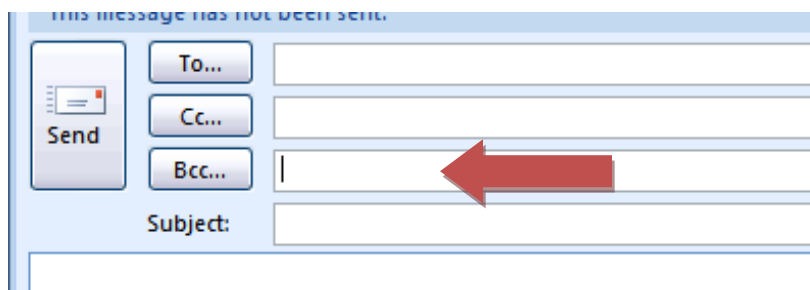 This message has not been sent.
To...
Cc...
Send
Bcc...
Subject: